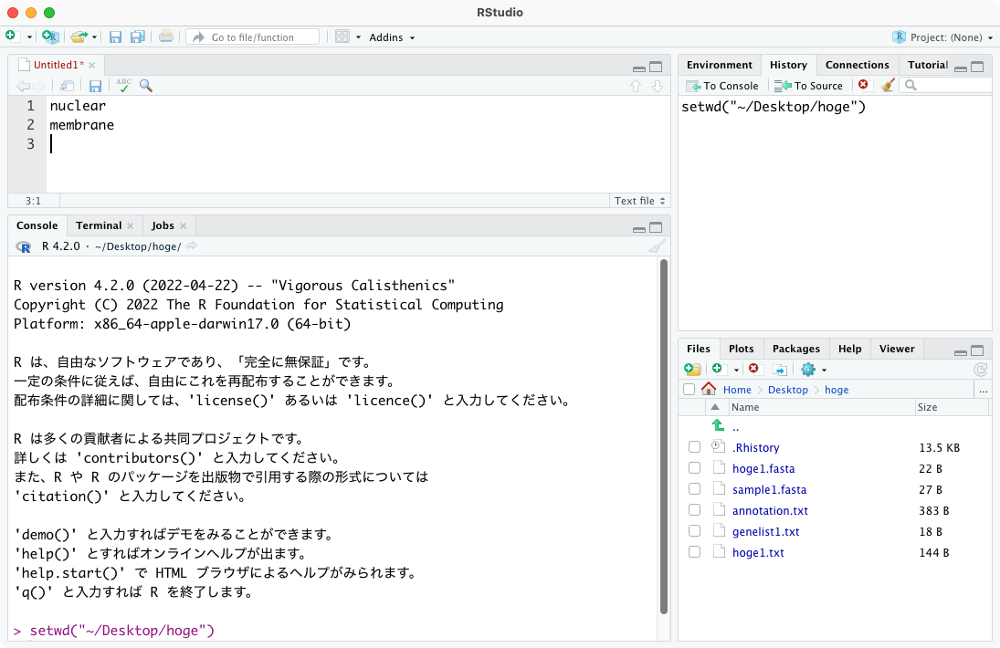 RStudio
Go to file/function
Addins
Project: (None)
Untitled1*
ABC
1 nuclear
2 membrane
3
3:1
Text file
Console Terminal Jobs
R 4.2.0 · ~/Desktop/hoge/
R version 4.2.0 (2022-04-22) -- "Vigorous Calisthenics"
Copyright (C) 2022 The R Foundation for Statistical Computing
Platform: x86_64-apple-darwin17.0 (64-bit)
R は、自由なソフトウェアであり、「完全に無保証」です。
一定の条件に従えば、自由にこれを再配布することができます。
配布条件の詳細に関しては、'license()' あるいは 'licence()' と入力してください。
R は多くの貢献者による共同プロジェクトです。
詳しくは 'contributors()' と入力してください。
また、R や R のパッケージを出版物で引用する際の形式については
'citation()' と入力してください。
'demo()' と入力すればデモをみることができます。
'help()' とすればオンラインヘルプが出ます。
'help.start()' で HTML ブラウザによるヘルプがみられます。
'q()' と入力すれば R を終了します。
> setwd("~/Desktop/hoge")
Environment History Connections Tutorial
To Console To Source
setwd("~/Desktop/hoge")
Files Plots Packages Help Viewer
Home Desktop hoge ...
Name Size
..
.Rhistory 13.5 KB
hoge1.fasta 22 B
sample1.fasta 27 B
annotation.txt 383 B
genelist1.txt 18 B
hoge1.txt 144 B